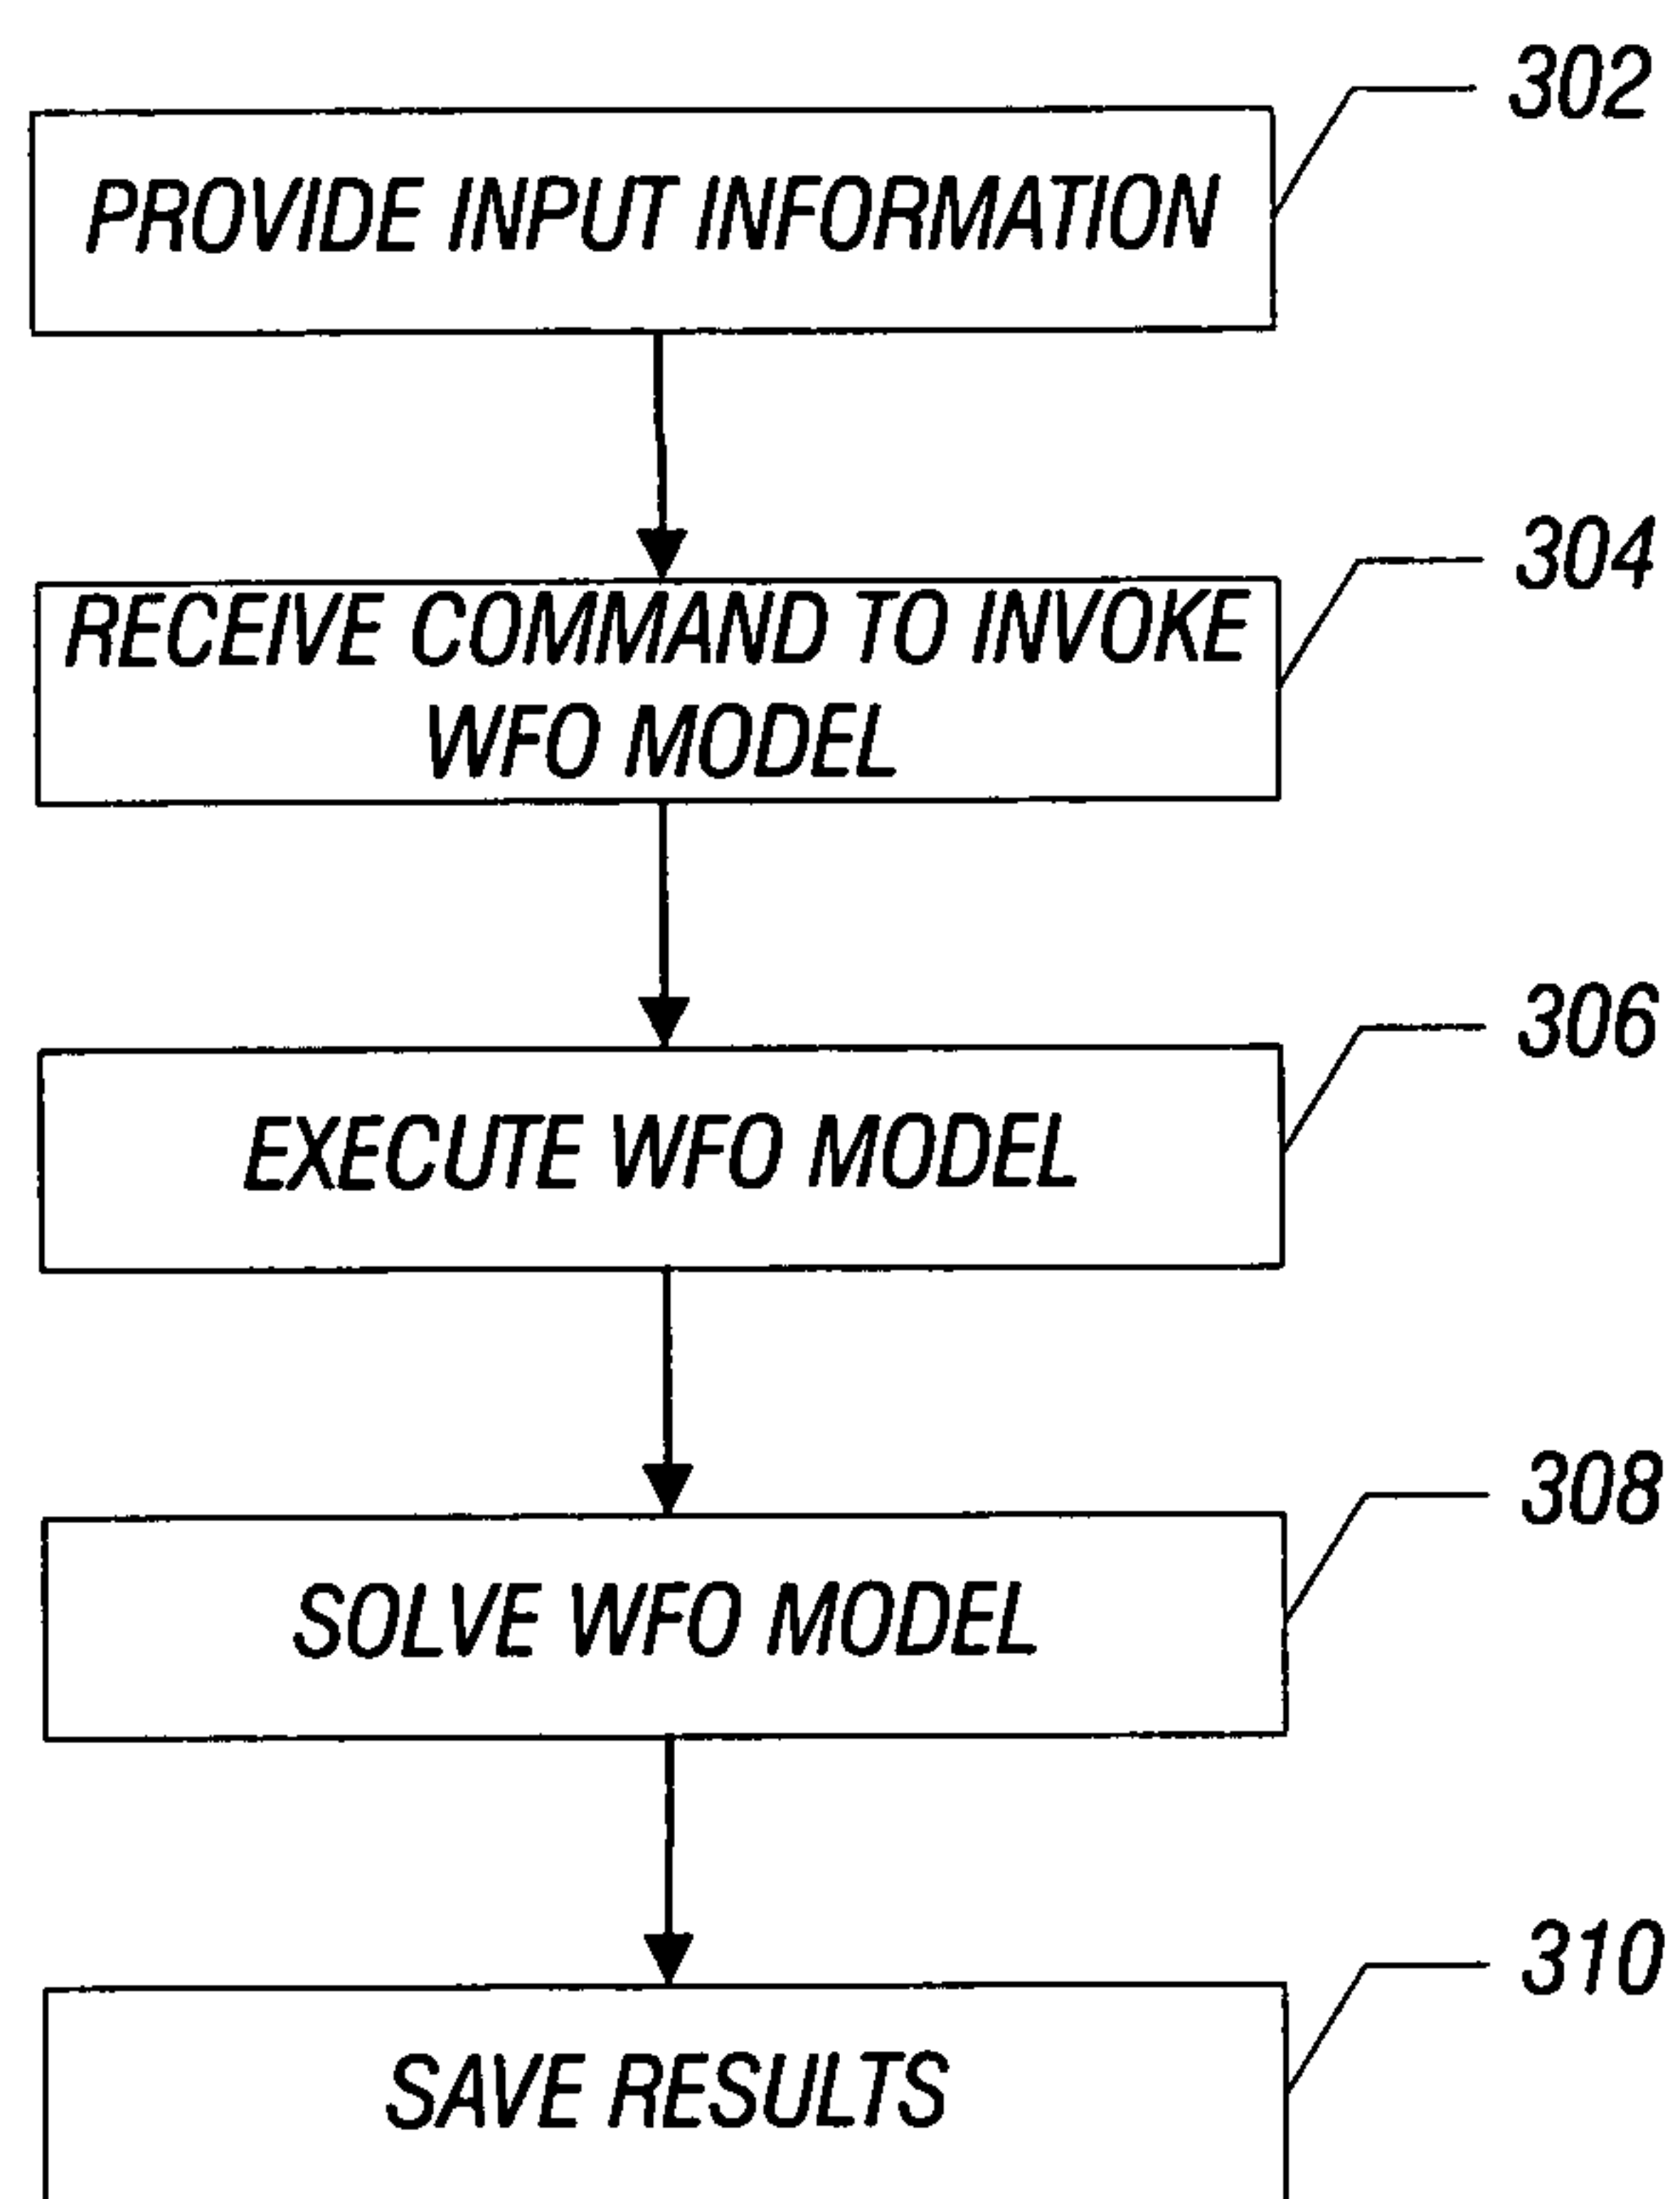 302
PROVIDE INPUT INFORMATION
304
RECEIVE COMMAND TO INVOKE
WFO MODEL
306
EXECUTE WFO MODEL
308
SOLVE WFO MODEL
310
SAVE RESULTS